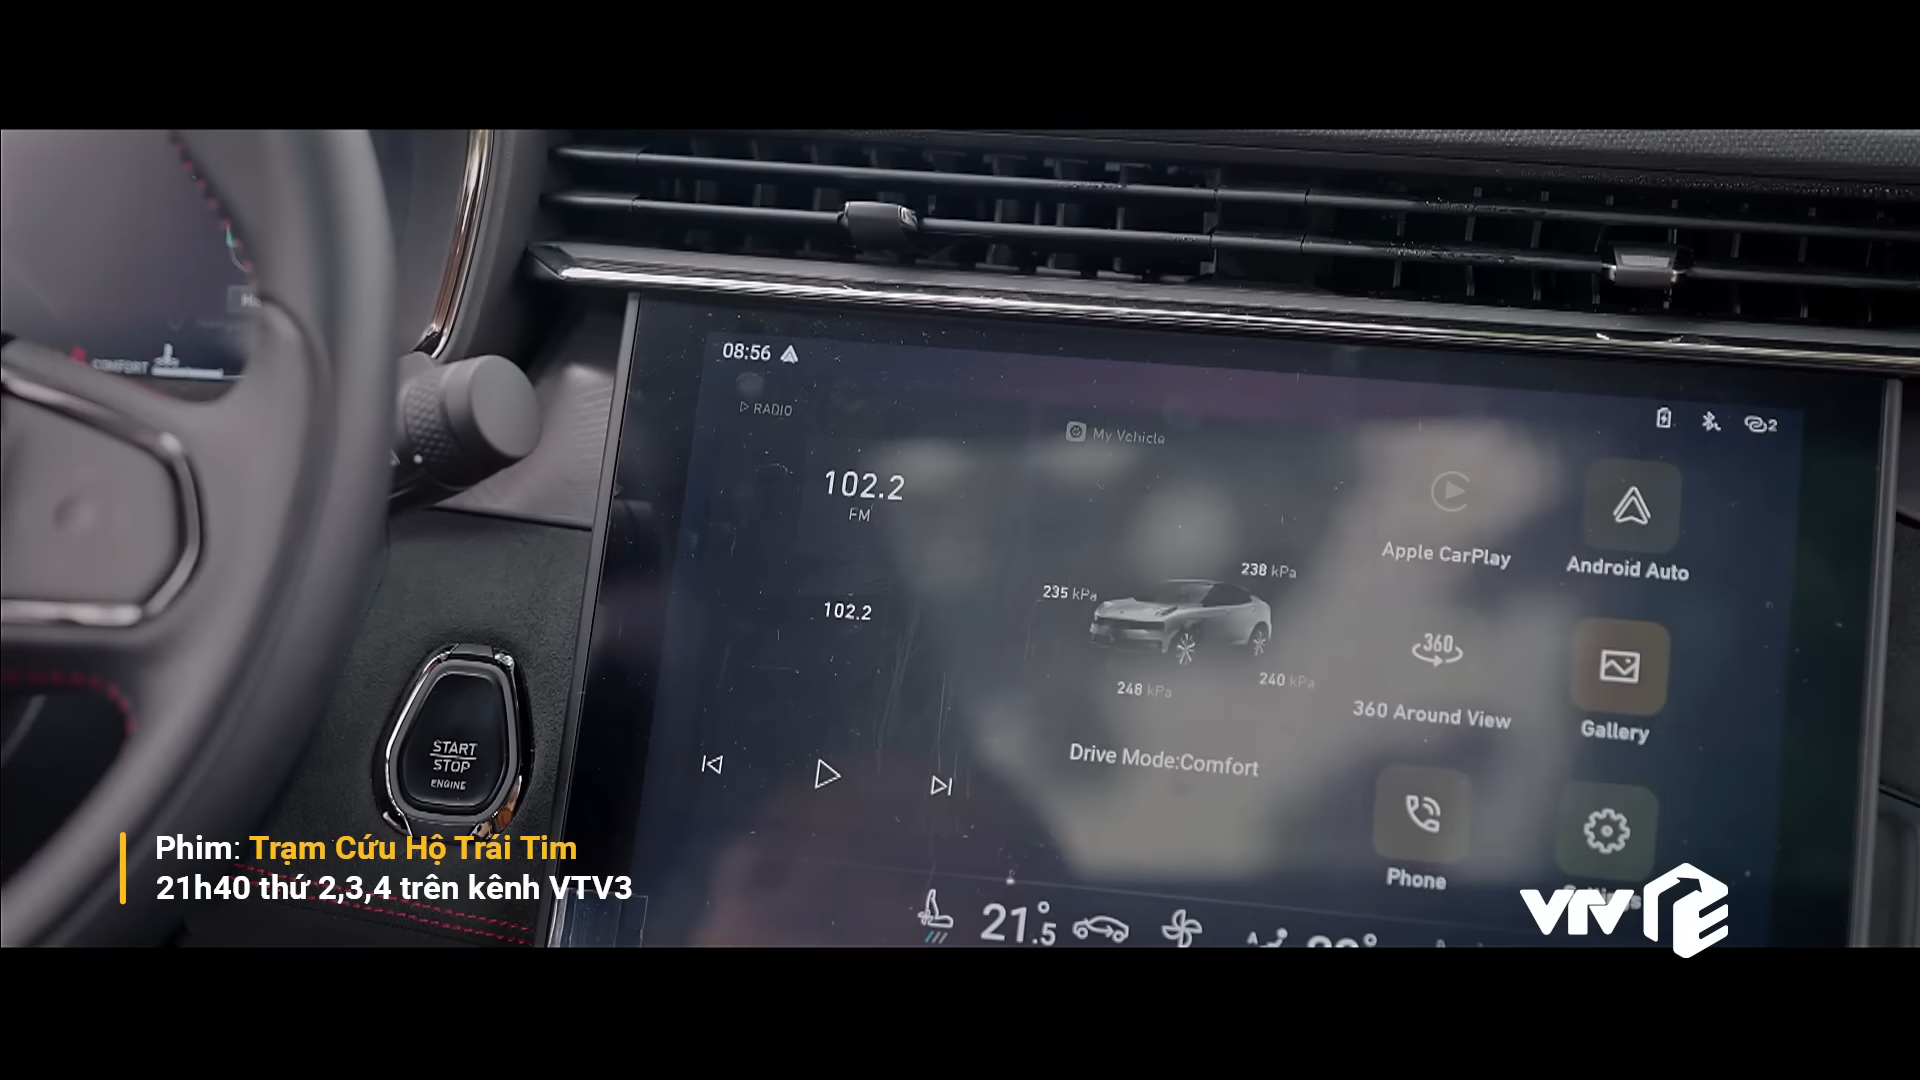 COMFORT
START
STOP
ENGINE
08:56
RADIO
102.2
FM
102.2
My Vehicle
235 kPa
238 kPa
248 kPa
240 kPa
Drive Mode:Comfort
2
Apple CarPlay
Android Auto
360
360 Around View
Gallery
Phone
21.5
Phim: Trạm Cứu Hộ Trái Tim
21h40 thứ 2,3,4 trên kênh VTV3
VTV